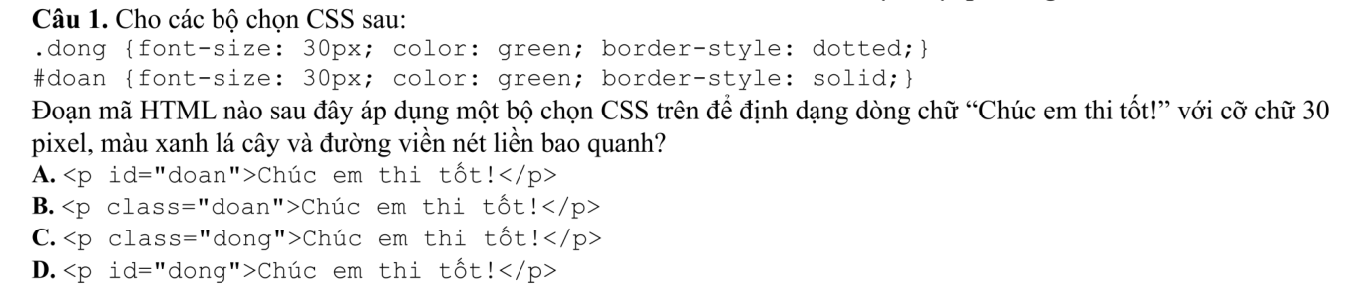 Câu 1. Cho các bộ chọn CSS sau:
.dong {font-size: 30px; color: green; border-style: dotted;}
#doan {font-size: 30px; color: green; border-style: solid;}
Đoạn mã HTML nào sau đây áp dụng một bộ chọn CSS trên để định dạng dòng chữ “Chúc em thi tốt!” với cỡ chữ 30
pixel, màu xanh lá cây và đường viền nét liền bao quanh?
A. <p id="doan">Chúc em thi tốt!</p>
B. <p class="doan">Chúc em thi tốt!</p>
C. <p class="dong">Chúc em thi tốt!</p>
D. <p id="dong">Chúc em thi tốt!</p>